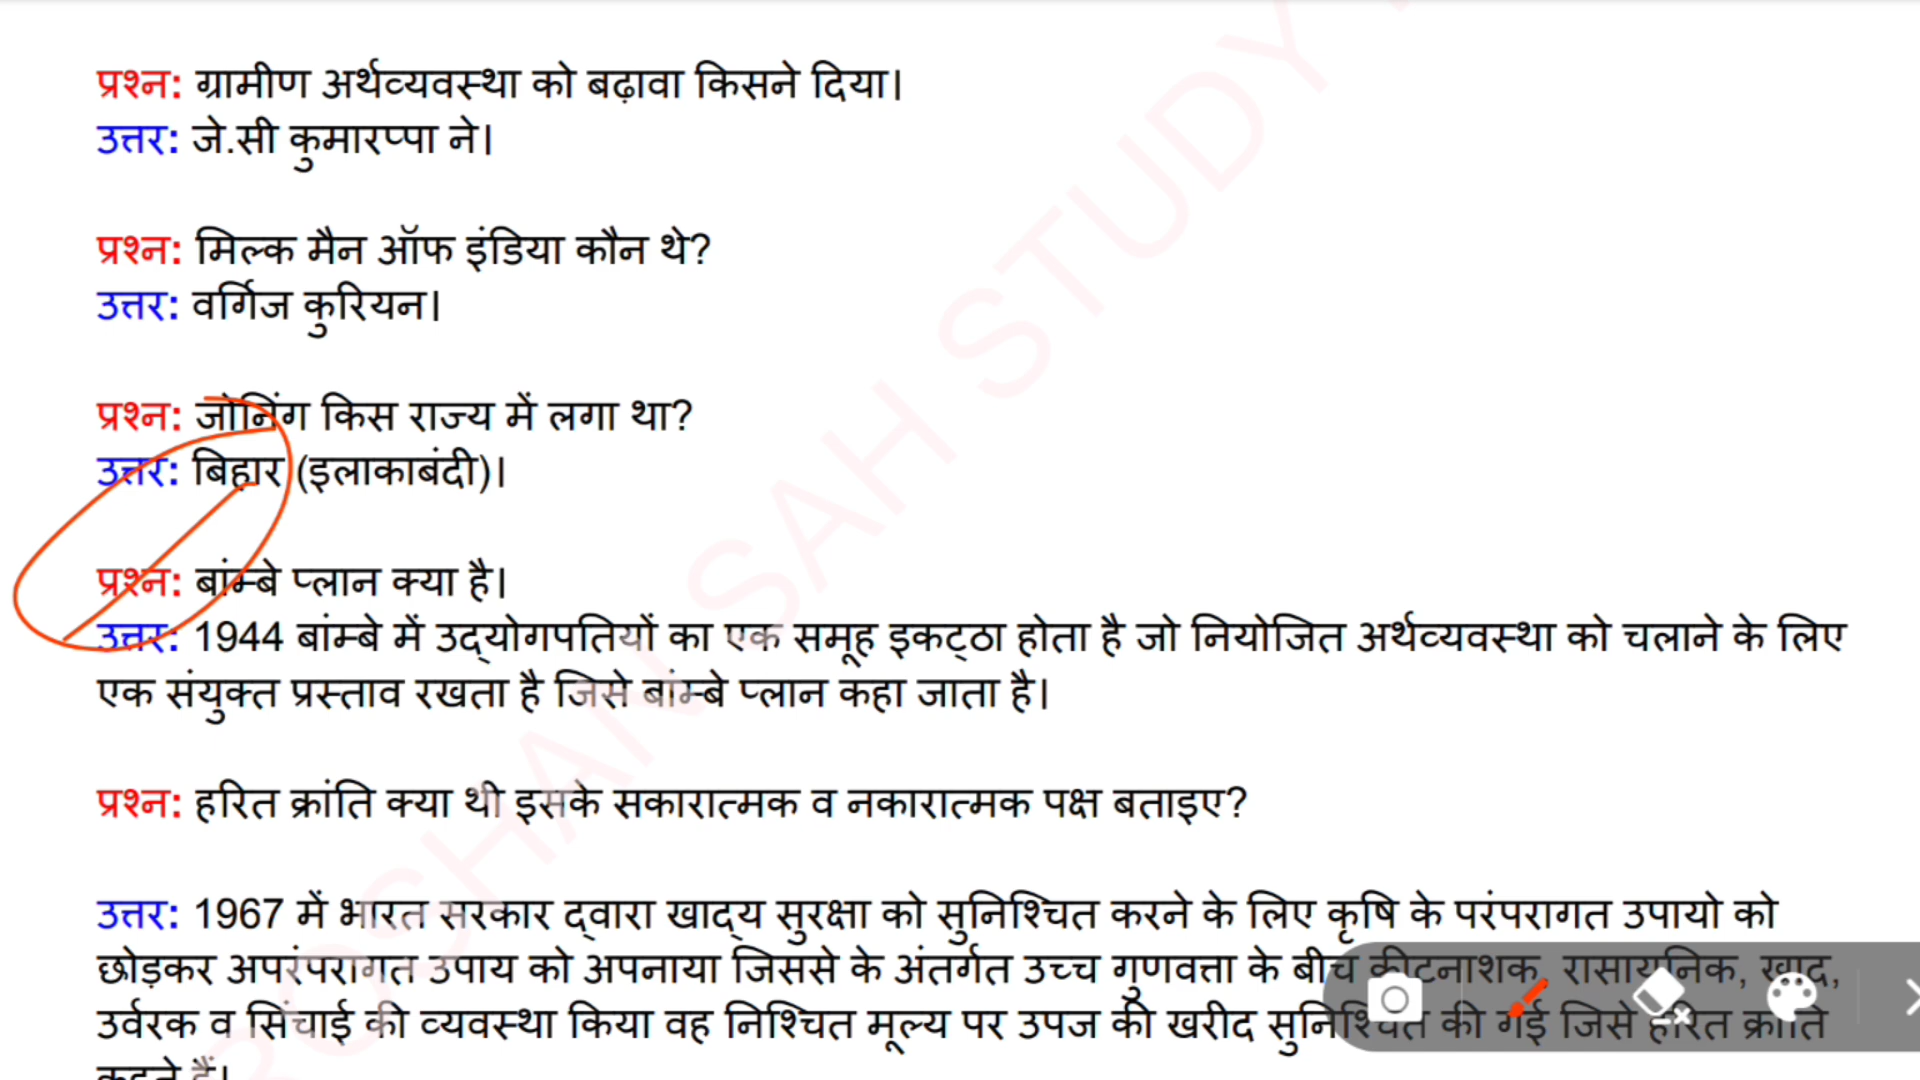 प्रश्न: ग्रामीण अर्थव्यवस्था को बढ़ावा किसने दिया।
उत्तर: जे.सी कुमारप्पा ने।
प्रश्न: मिल्क मैन ऑफ इंडिया कौन थे?
उत्तर: वर्गिज कुरियन।
प्रश्न: जोनिंग किस राज्य में लगा था?
उत्तर: बिहार (इलाकाबंदी)।
प्रश्न: बांम्बे प्लान क्या है।
उत्तर: 1944 बांम्बे में उद्योगपतियों का एक समूह इकट्ठा होता है जो नियोजित अर्थव्यवस्था को चलाने के लिए
एक संयुक्त प्रस्ताव रखता है जिसे बांम्बे प्लान कहा जाता है।
प्रश्न: हरित क्रांति क्या थी इसके सकारात्मक व नकारात्मक पक्ष बताइए?
उत्तर: 1967 में भारत सरकार द्वारा खाद्य सुरक्षा को सुनिश्चित करने के लिए कृषि के परंपरागत उपायो को
छोड़कर अपरंपरागत उपाय को अपनाया जिससे के अंतर्गत उच्च गुणवत्ता के बीच कीटनाशक, रासायनिक, खाद,
उर्वरक व सिंचाई की व्यवस्था किया वह निश्चित मूल्य पर उपज की खरीद सुनिश्चित की गई जिसे हरित क्रांति
कहते हैं।
ROSHAN SAH STUDY